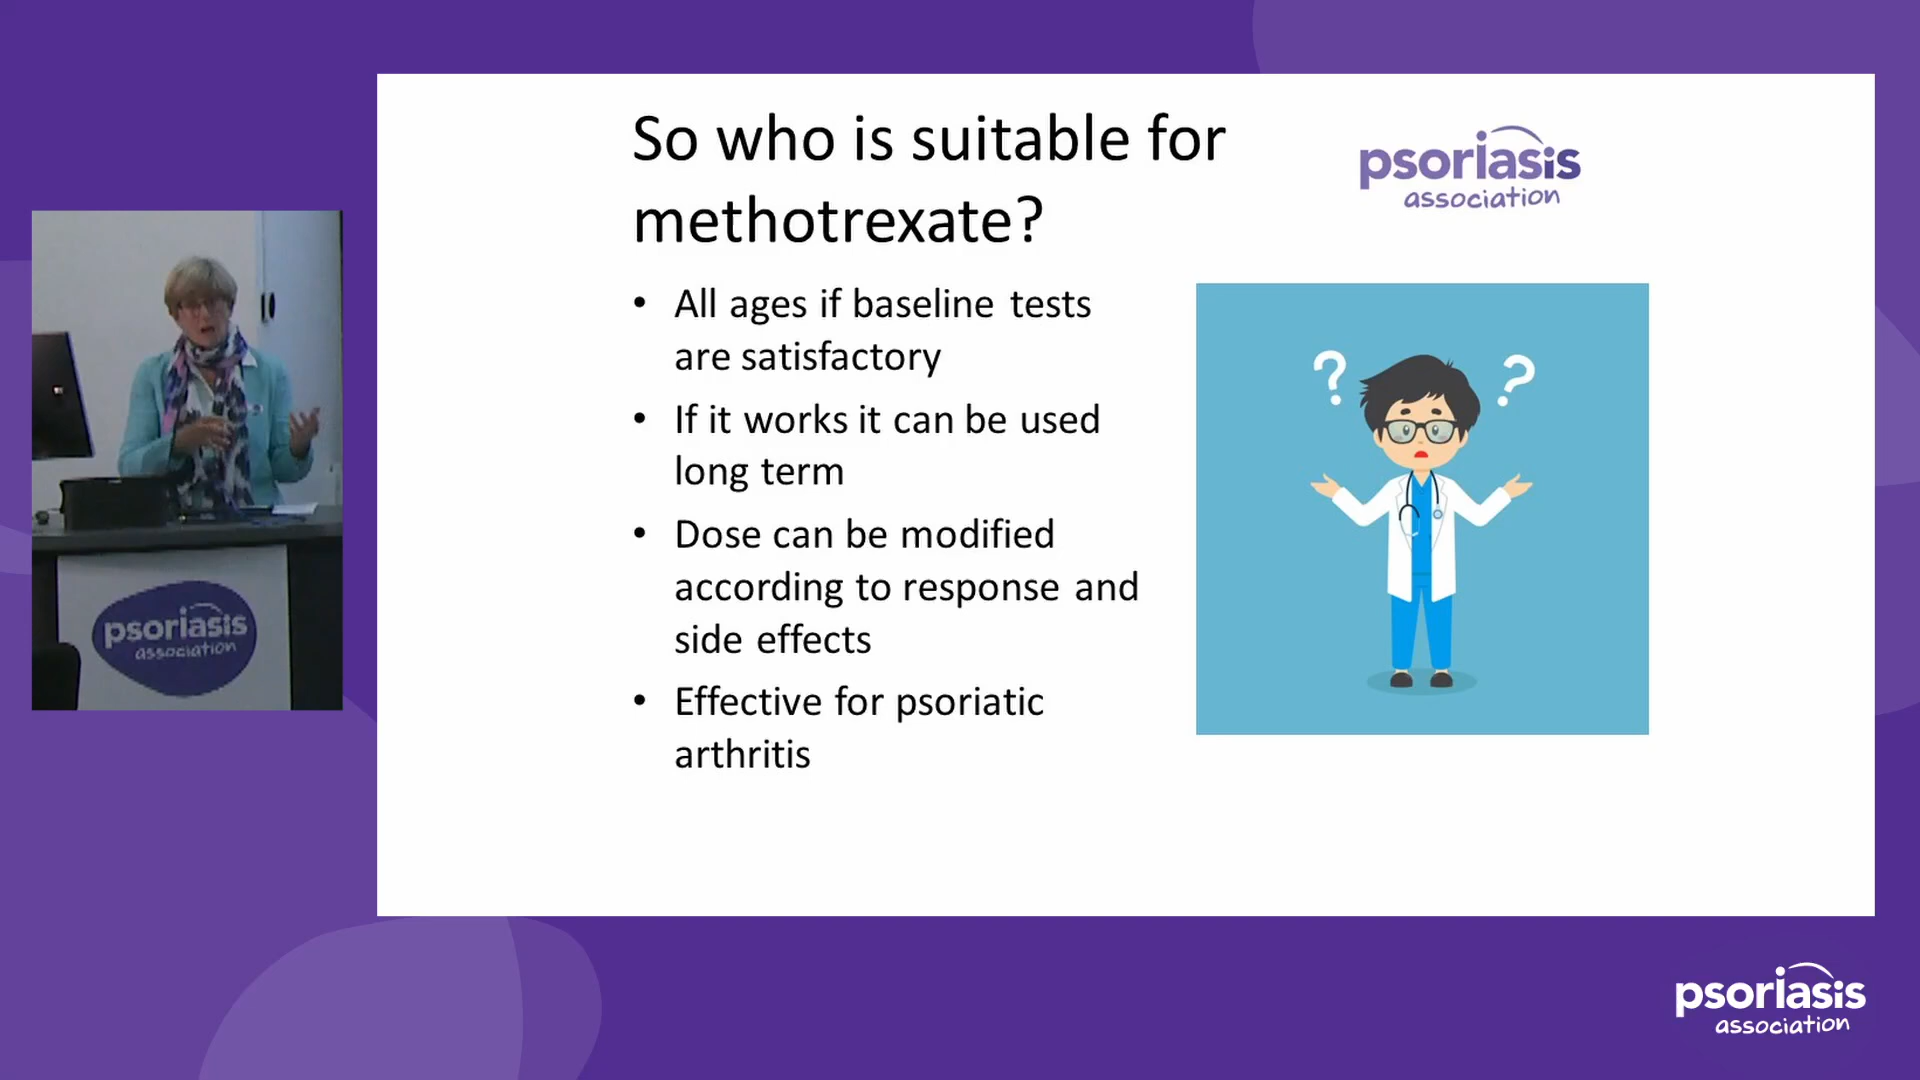 So who is suitable for
methotrexate?
psoriasis
association
• All ages if baseline tests
are satisfactory
• If it works it can be used
long term
• Dose can be modified
according to response and
side effects
• Effective for psoriatic
arthritis
? ?
psoriasis
association
psoriasis
association